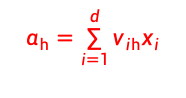 a_h = \sum_{i=1}^{d} v_{ih} x_i